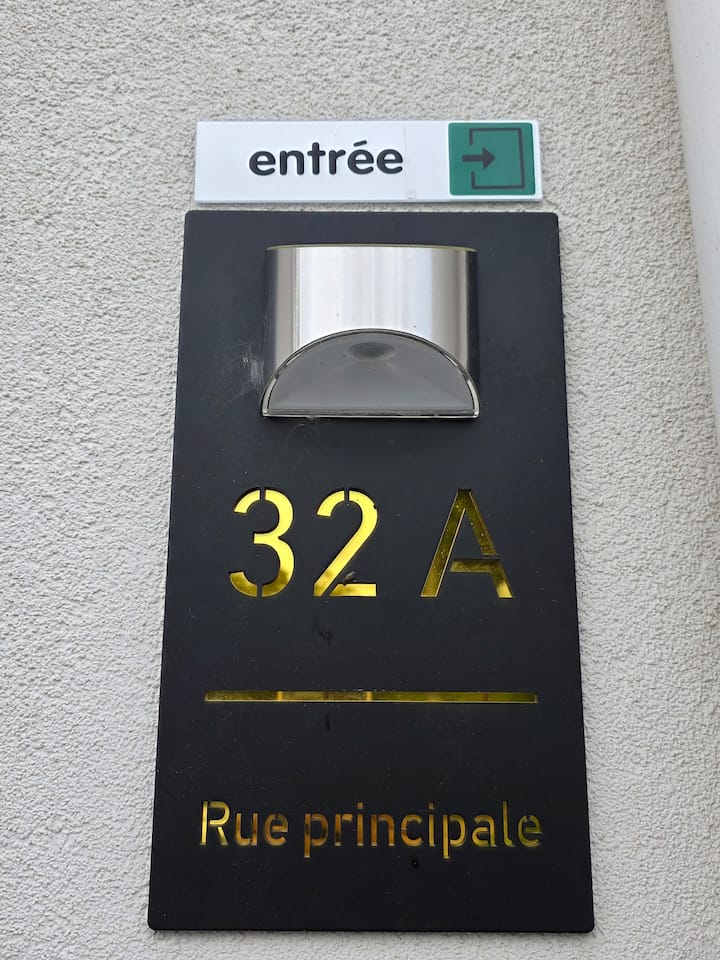 entrée
32 A
Rue principale